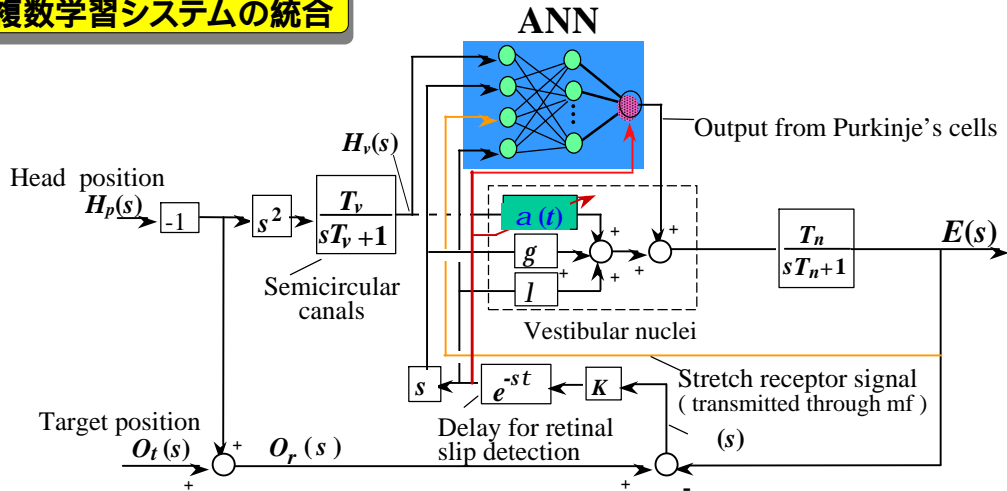 複数学習システムの統合
ANN
Output from Purkinje's cells
Hv(s)
Head position
Hp(s)
-1
s2
Tv
sTv+1
a(t)
g
l
+
+
+
+
+
+
Tn
sTn+1
E(s)
Semicircular
canals
Vestibular nuclei
s
e-st
K
Stretch receptor signal
( transmitted through mf )
(s)
Delay for retinal
slip detection
Target position
Ot(s)
+
+
Or(s)
+
-